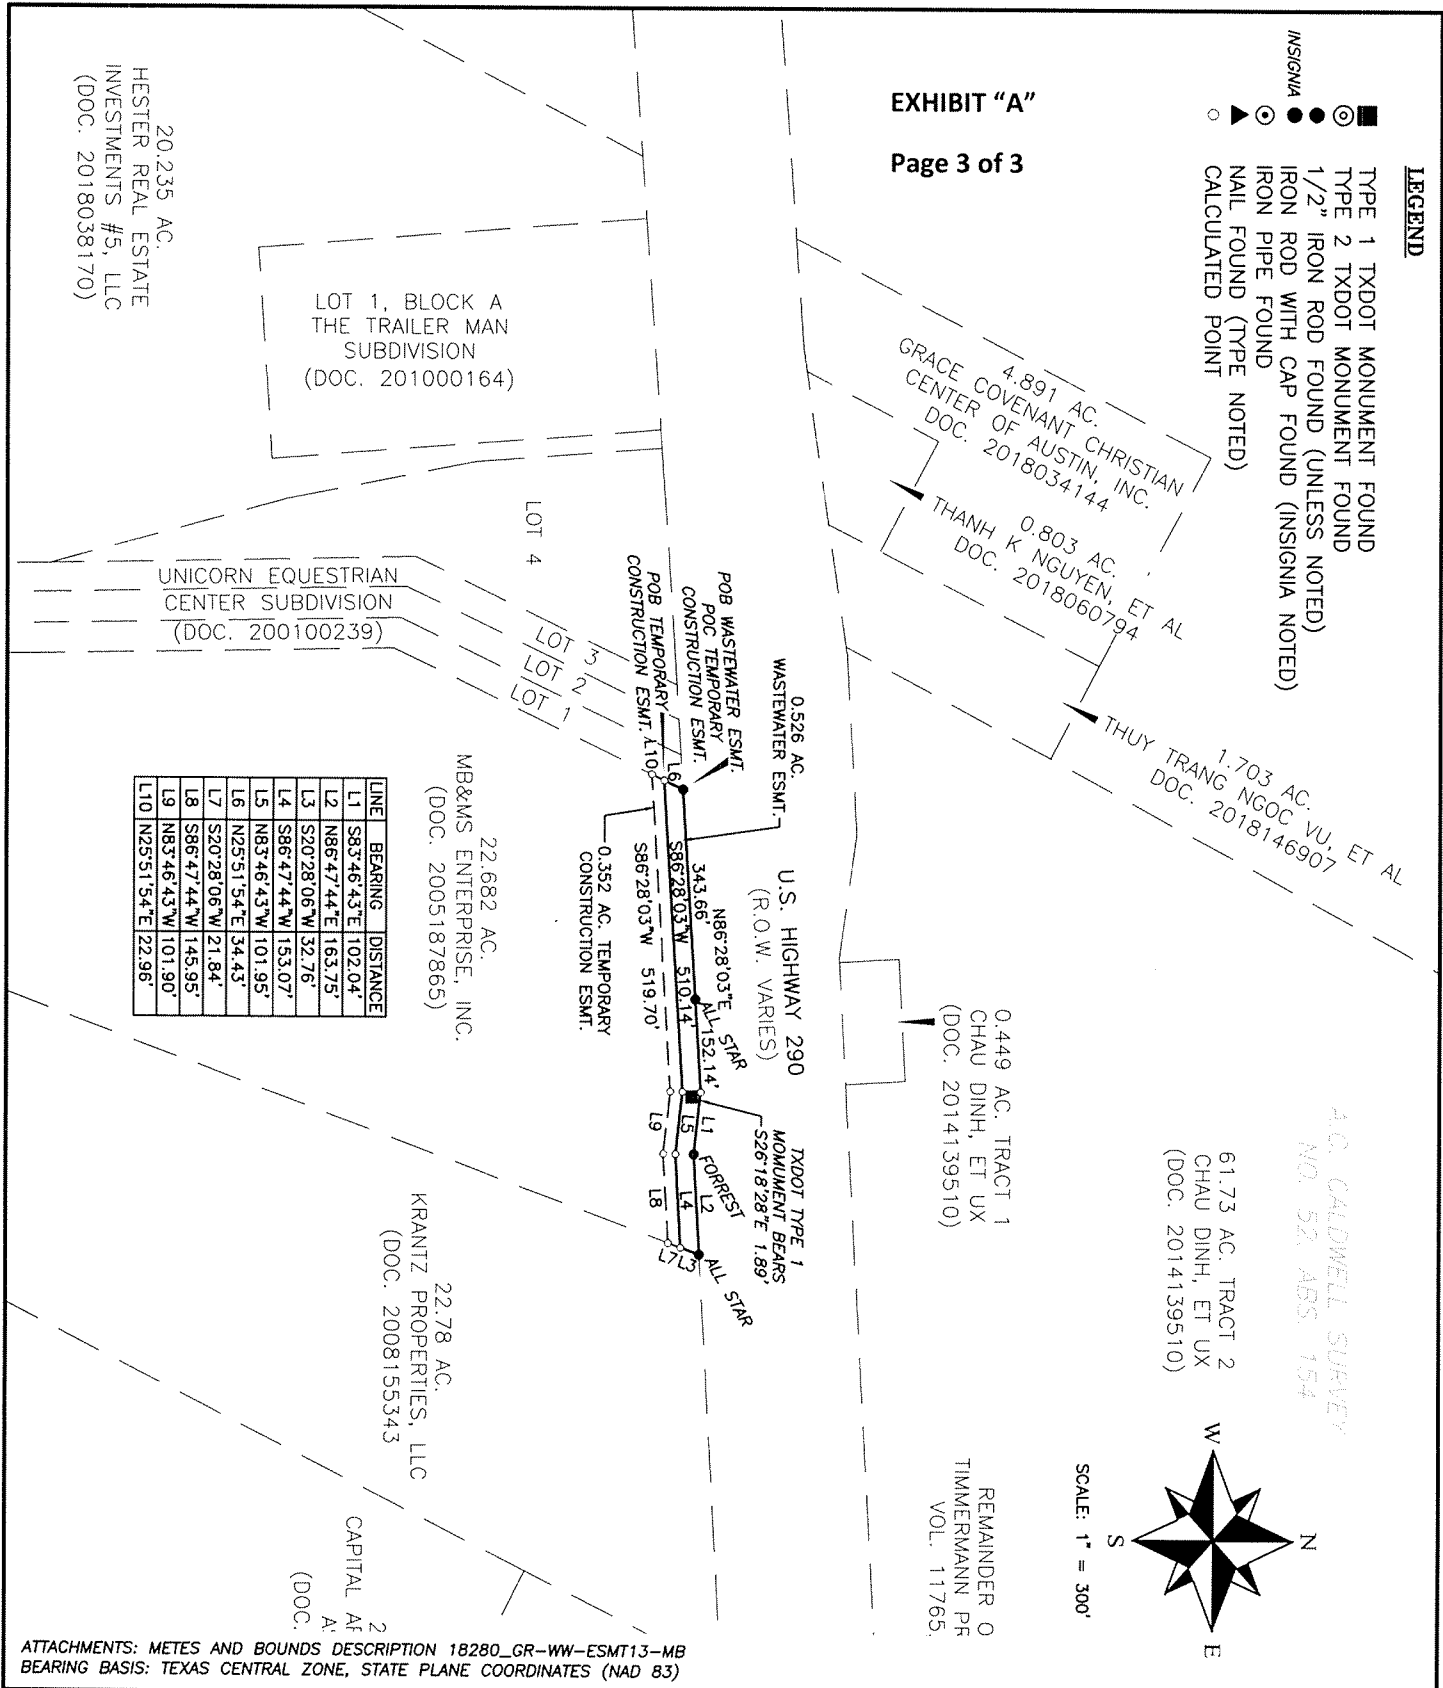 EXHIBIT “A”
Page 3 of 3
LEGEND
TYPE 1 TXDOT MONUMENT FOUND
TYPE 2 TXDOT MONUMENT FOUND
1/2" IRON ROD FOUND (UNLESS NOTED)
INSIGNIA IRON ROD WITH CAP FOUND (INSIGNIA NOTED)
IRON PIPE FOUND
NAIL FOUND (TYPE NOTED)
CALCULATED POINT
A.C. CALDWELL SURVEY
NO. 52, ABS. 154
W
N
S
E
SCALE: 1" = 300'
61.73 AC. TRACT 2
CHAU DINH, ET UX
(DOC. 2014139510)
0.449 AC. TRACT 1
CHAU DINH, ET UX
(DOC. 2014139510)
REMAINDER O
TIMMERMANN PR
VOL. 11765,
1.703 AC.
THUY TRANG NGOC VU, ET AL
DOC. 2018146907
0.803 AC.
THANH K NGUYEN, ET AL
DOC. 2018060794
4.891 AC.
GRACE COVENANT CHRISTIAN
CENTER OF AUSTIN, INC.
DOC. 2018034144
U.S. HIGHWAY 290
(R.O.W. VARIES)
0.526 AC.
WASTEWATER ESMT.
POB WASTEWATER ESMT.
POC TEMPORARY
CONSTRUCTION ESMT.
POB TEMPORARY
CONSTRUCTION ESMT.
TXDOT TYPE 1
MOMUMENT BEARS
S26°18'28"E 1.89'
N86°28'03"E
343.66'
152.14'
ALL STAR
S86°28'03"W 510.14'
S86°28'03"W 519.70'
L1
L2
L3
L4
L5
L6
L7
L8
L9
L10
FORREST
ALL STAR
0.352 AC. TEMPORARY
CONSTRUCTION ESMT.
LOT 4
LOT 3
LOT 2
LOT 1
UNICORN EQUESTRIAN
CENTER SUBDIVISION
(DOC. 200100239)
LOT 1, BLOCK A
THE TRAILER MAN
SUBDIVISION
(DOC. 201000164)
20.235 AC.
HESTER REAL ESTATE
INVESTMENTS #5, LLC
(DOC. 2018038170)
22.682 AC.
MB&MS ENTERPRISE, INC.
(DOC. 2005187865)
22.78 AC.
KRANTZ PROPERTIES, LLC
(DOC. 2008155343
2
CAPITAL AF
A
(DOC.
LINE BEARING DISTANCE
L1 S83°46'43"E 102.04'
L2 N86°47'44"E 163.75'
L3 S20°28'06"W 32.76'
L4 S86°47'44"W 153.07'
L5 N83°46'43"W 101.95'
L6 N25°51'54"E 34.43'
L7 S20°28'06"W 21.84'
L8 S86°47'44"W 145.95'
L9 N83°46'43"W 101.90'
L10 N25°51'54"E 22.96'
ATTACHMENTS: METES AND BOUNDS DESCRIPTION 18280_GR-WW-ESMT13-MB
BEARING BASIS: TEXAS CENTRAL ZONE, STATE PLANE COORDINATES (NAD 83)